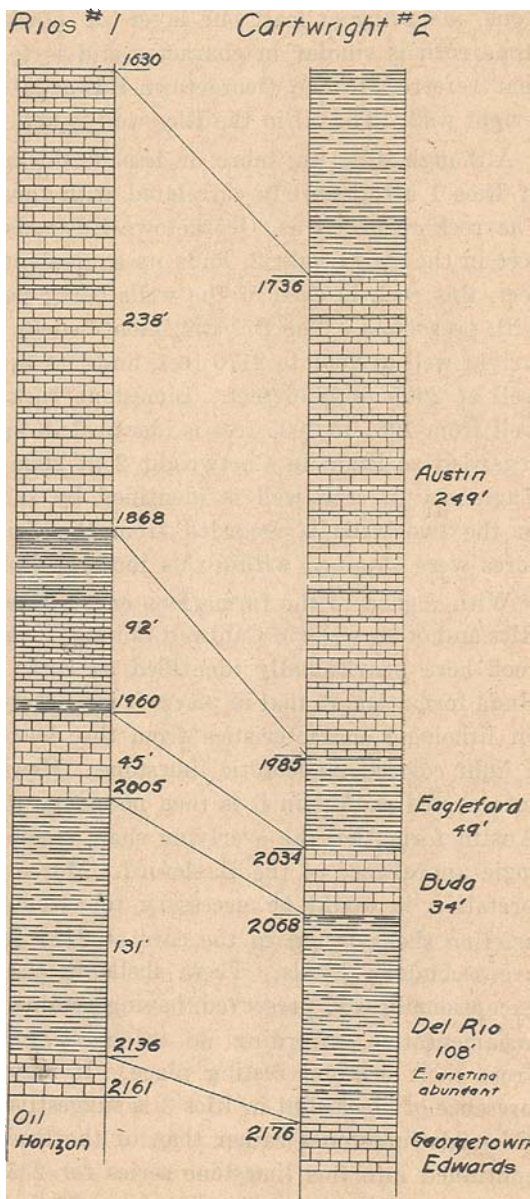 Rios #1
Cartwright #2
1630
1736
238'
Austin
249'
1868
92'
1960
1985
45'
2005
Eagleford
49'
2034
Buda
34'
2068
131'
Del Rio
108'
E. arietina
abundant
2136
2161
2176
Oil
Horizon
Georgetown
Edwards